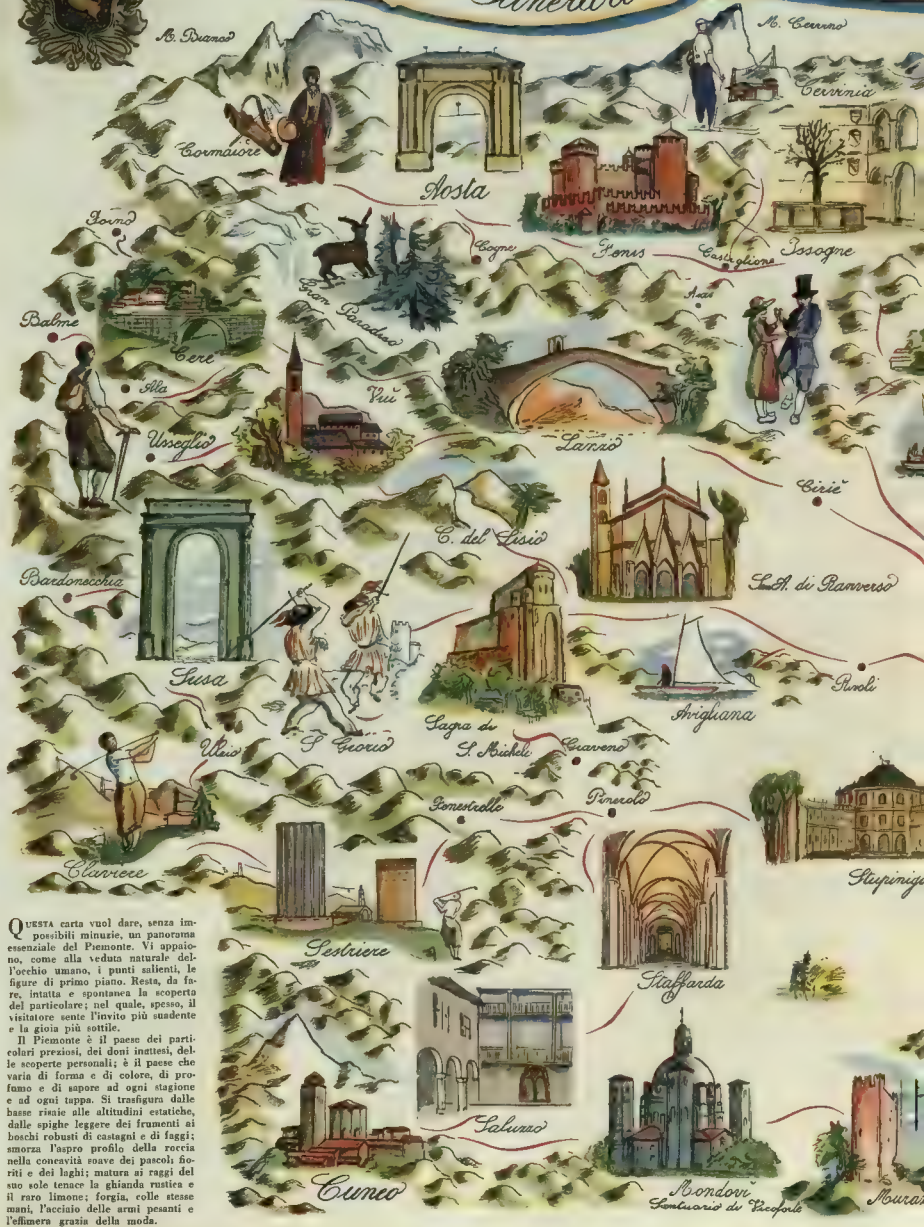 Itinerari
M. Bianco
M. Cervino
Cervinia
Cormaiore
Aosta
Forno
Cogne
Fenis
Castiglione
Issogne
Gran
Paradiso
Balme
Cere
Ala
Viù
Usseglio
Lanzo
Ciriè
C. del Lisio
Bardonecchia
S. A. di Ranverso
Susa
Rivoli
Avigliana
S. Giorio
Sagra di
S. Michele
Giaveno
Ulzio
Fenestrelle
Pinerolo
Claviere
Stupinigi
Sestriere
Staffarda
Saluzzo
Cuneo
Mondovì
Santuario di Vicoforte
QUESTA carta vuol dare, senza im-
possibili minuzie, un panorama
essenziale del Piemonte. Vi appaio-
no, come alla veduta naturale del-
l'occhio umano, i punti salienti, le
figure di primo piano. Resta, da fa-
re, intatta e spontanea la scoperta
del particolare; nel quale, spesso, il
visitatore sente l'invito più suadente
e la gioia più sottile.
Il Piemonte è il paese dei parti-
colari preziosi, dei doni inattesi, del-
le scoperte personali; è il paese che
varia di forma e di colore, di pro-
fumo e di sapore ad ogni stagione
e ad ogni tappa. Si trasfigura dalle
basse risaie alle altitudini estatiche,
dalle spighe leggere dei frumenti ai
boschi robusti di castagni e di faggi;
smorza l'aspro profilo della roccia
nella concavità soave dei pascoli fio-
riti e dei laghi; matura ai raggi del
suo sole tenace la ghianda rustica e
il raro limone; forgia, colle stesse
mani, l'acciaio delle armi pesanti e
l'effimera grazia della moda.